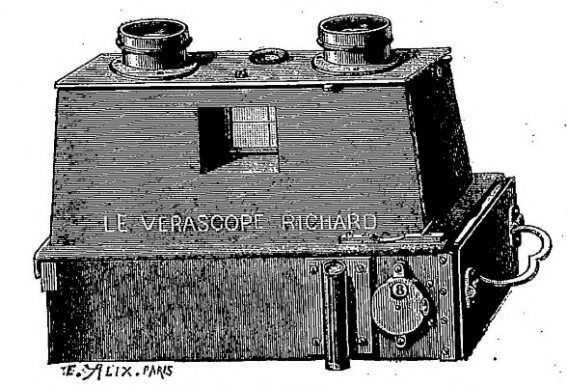 LE VERASCOPE RICHARD
8
E. ALIX. PARIS